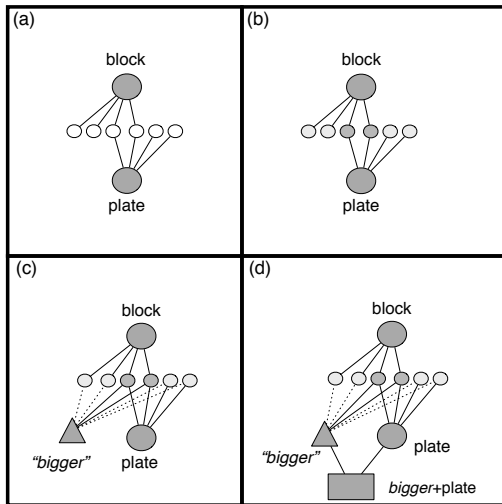 (a)
block
plate
(b)
block
plate
(c)
block
"bigger"
plate
(d)
block
"bigger"
plate
bigger+plate